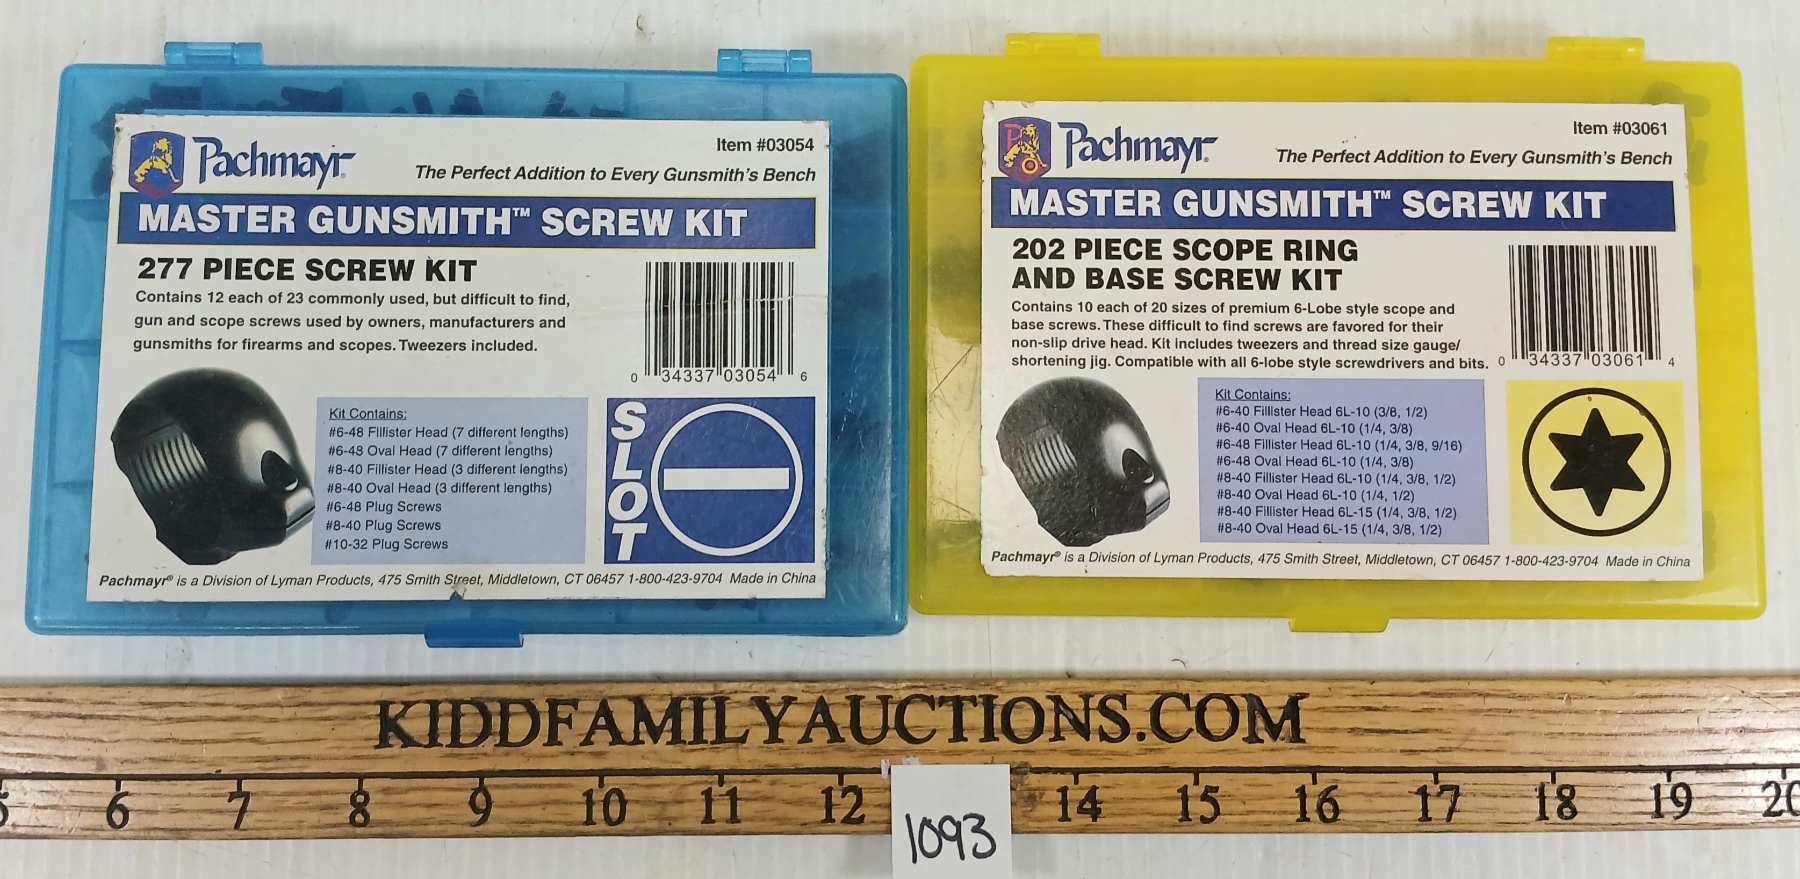 Pachmayr®
Item #03054
The Perfect Addition to Every Gunsmith's Bench
MASTER GUNSMITH™ SCREW KIT
277 PIECE SCREW KIT
Contains 12 each of 23 commonly used, but difficult to find,
gun and scope screws used by owners, manufacturers and
gunsmiths for firearms and scopes. Tweezers included.
0 34337 03054 6
Kit Contains:
#6-48 Fillister Head (7 different lengths)
#6-48 Oval Head (7 different lengths)
#8-40 Fillister Head (3 different lengths)
#8-40 Oval Head (3 different lengths)
#6-48 Plug Screws
#8-40 Plug Screws
#10-32 Plug Screws
SLOT
Pachmayr® is a Division of Lyman Products, 475 Smith Street, Middletown, CT 06457 1-800-423-9704 Made in China
Pachmayr®
Item #03061
The Perfect Addition to Every Gunsmith's Bench
MASTER GUNSMITH™ SCREW KIT
202 PIECE SCOPE RING
AND BASE SCREW KIT
Contains 10 each of 20 sizes of premium 6-Lobe style scope and
base screws. These difficult to find screws are favored for their
non-slip drive head. Kit includes tweezers and thread size gauge/
shortening jig. Compatible with all 6-lobe style screwdrivers and bits.
0 34337 03061 4
Kit Contains:
#6-40 Fillister Head 6L-10 (3/8, 1/2)
#6-40 Oval Head 6L-10 (1/4, 3/8)
#6-48 Fillister Head 6L-10 (1/4, 3/8, 9/16)
#6-48 Oval Head 6L-10 (1/4, 3/8)
#8-40 Fillister Head 6L-10 (1/4, 3/8, 1/2)
#8-40 Oval Head 6L-10 (1/4, 1/2)
#8-40 Fillister Head 6L-15 (1/4, 3/8, 1/2)
#8-40 Oval Head 6L-15 (1/4, 3/8, 1/2)
Pachmayr® is a Division of Lyman Products, 475 Smith Street, Middletown, CT 06457 1-800-423-9704 Made in China
KIDDFAMILYAUCTIONS.COM
5 6 7 8 9 10 11 12 14 15 16 17 18 19 20
1093